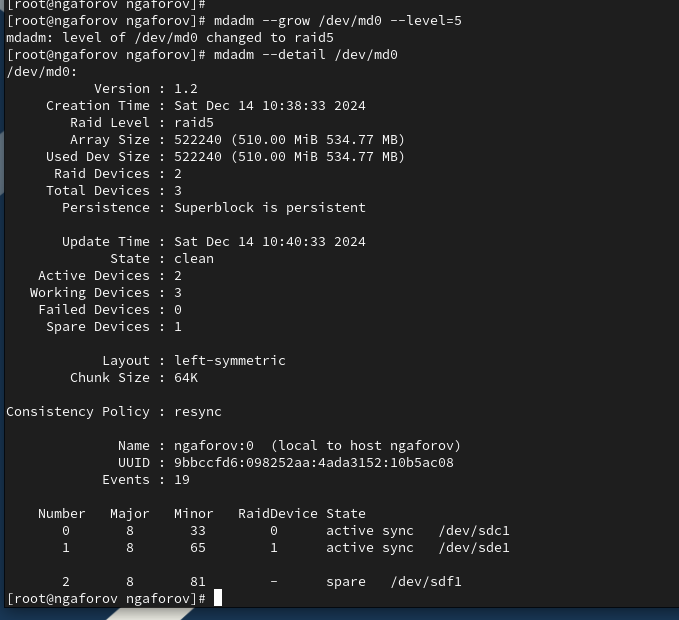 [root@ngaforov ngaforov]#
[root@ngaforov ngaforov]# mdadm --grow /dev/md0 --level=5
mdadm: level of /dev/md0 changed to raid5
[root@ngaforov ngaforov]# mdadm --detail /dev/md0
/dev/md0:
           Version : 1.2
     Creation Time : Sat Dec 14 10:38:33 2024
        Raid Level : raid5
        Array Size : 522240 (510.00 MiB 534.77 MB)
     Used Dev Size : 522240 (510.00 MiB 534.77 MB)
      Raid Devices : 2
     Total Devices : 3
       Persistence : Superblock is persistent

       Update Time : Sat Dec 14 10:40:33 2024
             State : clean
    Active Devices : 2
   Working Devices : 3
    Failed Devices : 0
     Spare Devices : 1

            Layout : left-symmetric
        Chunk Size : 64K

Consistency Policy : resync

              Name : ngaforov:0  (local to host ngaforov)
              UUID : 9bbccfd6:098252aa:4ada3152:10b5ac08
            Events : 19

    Number   Major   Minor   RaidDevice State
       0       8       33        0      active sync   /dev/sdc1
       1       8       65        1      active sync   /dev/sde1

       2       8       81        -      spare   /dev/sdf1
[root@ngaforov ngaforov]#